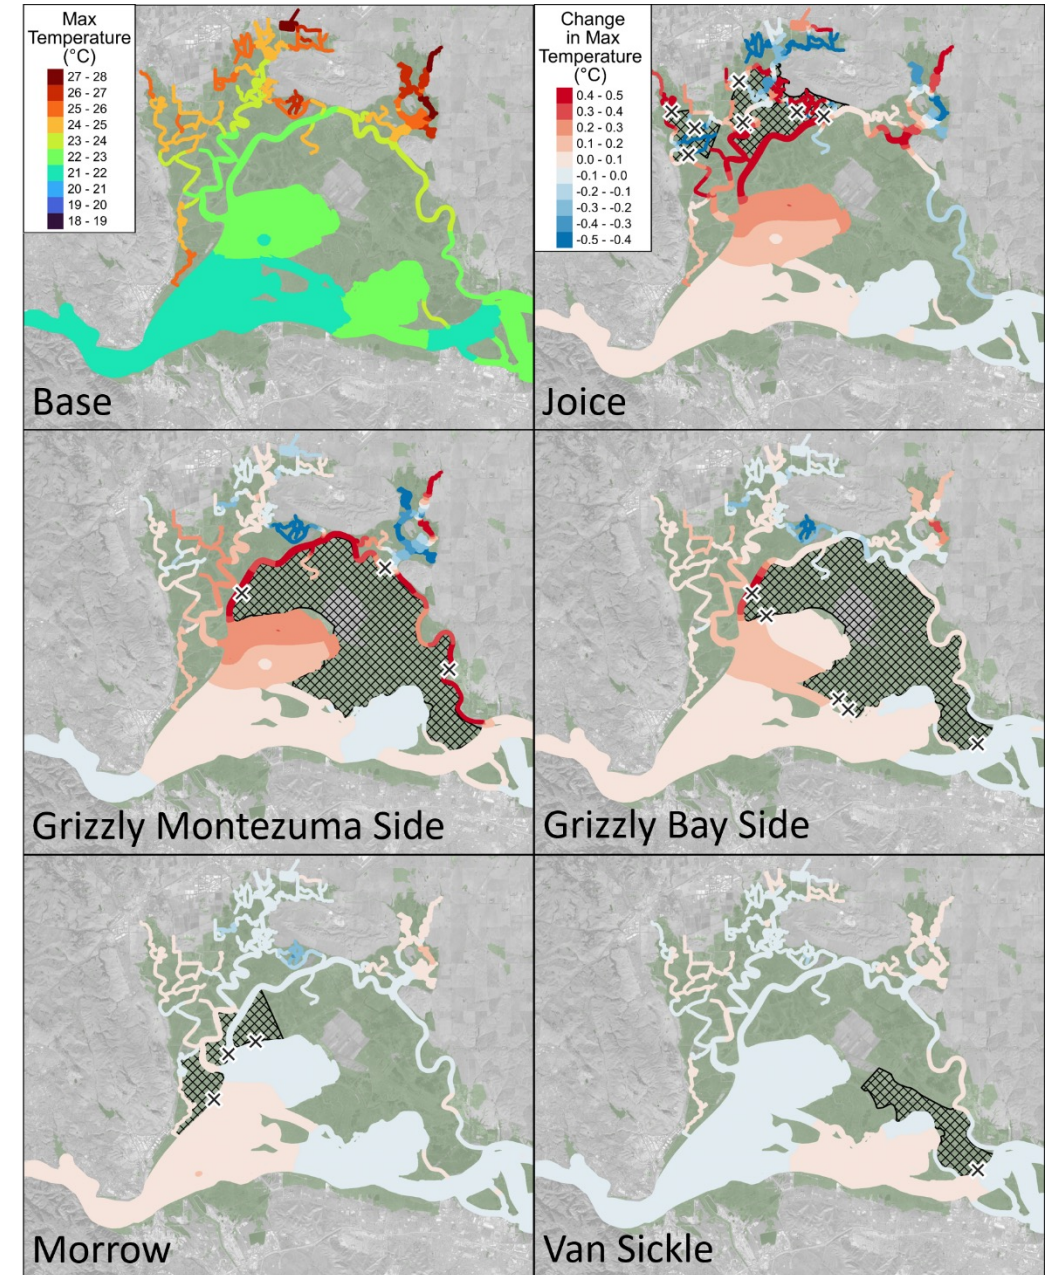 Max
Temperature
(°C)
27 - 28
26 - 27
25 - 26
24 - 25
23 - 24
22 - 23
21 - 22
20 - 21
19 - 20
18 - 19
Base
Change
in Max
Temperature
(°C)
0.4 - 0.5
0.3 - 0.4
0.2 - 0.3
0.1 - 0.2
0.0 - 0.1
-0.1 - 0.0
-0.2 - -0.1
-0.3 - -0.2
-0.4 - -0.3
-0.5 - -0.4
Joice
Grizzly Montezuma Side
Grizzly Bay Side
Morrow
Van Sickle